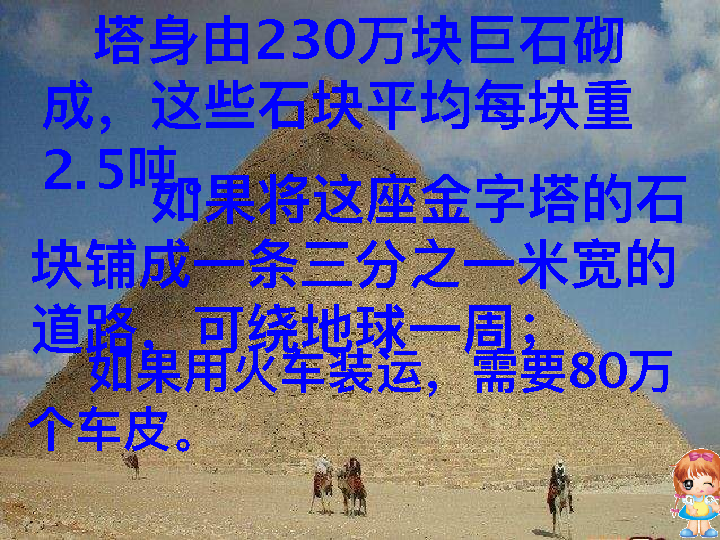 塔身由230万块巨石砌
成，这些石块平均每块重
2.5吨。
如果将这座金字塔的石
块铺成一条三分之一米宽的
道路，可绕地球一周；
如果用火车装运，需要80万
个车皮。